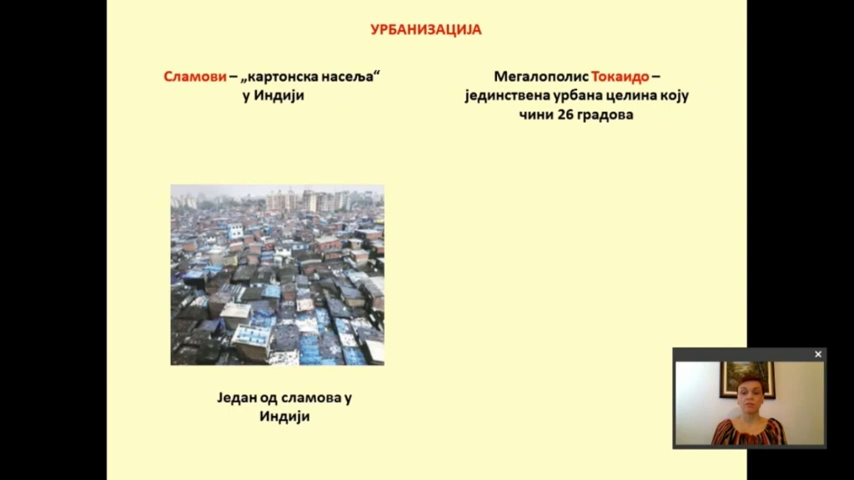 УРБАНИЗАЦИЈА
Сламови – „картонска насеља“
у Индији
Мегалополис Токаидо –
јединствена урбана целина коју
чини 26 градова
Један од сламова у
Индији